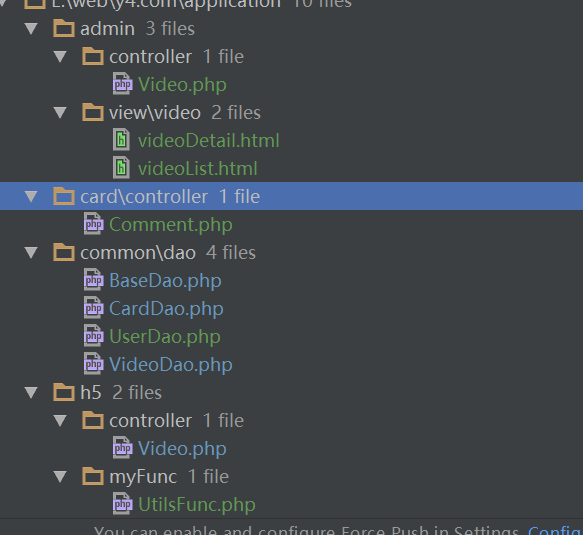 E:\web\y4.com\application 10 files
admin 3 files
controller 1 file
php Video.php
view\video 2 files
h videoDetail.html
h videoList.html
card\controller 1 file
php Comment.php
common\dao 4 files
php BaseDao.php
php CardDao.php
php UserDao.php
php VideoDao.php
h5 2 files
controller 1 file
php Video.php
myFunc 1 file
php UtilsFunc.php
You can enable and configure Force Push in Settings.